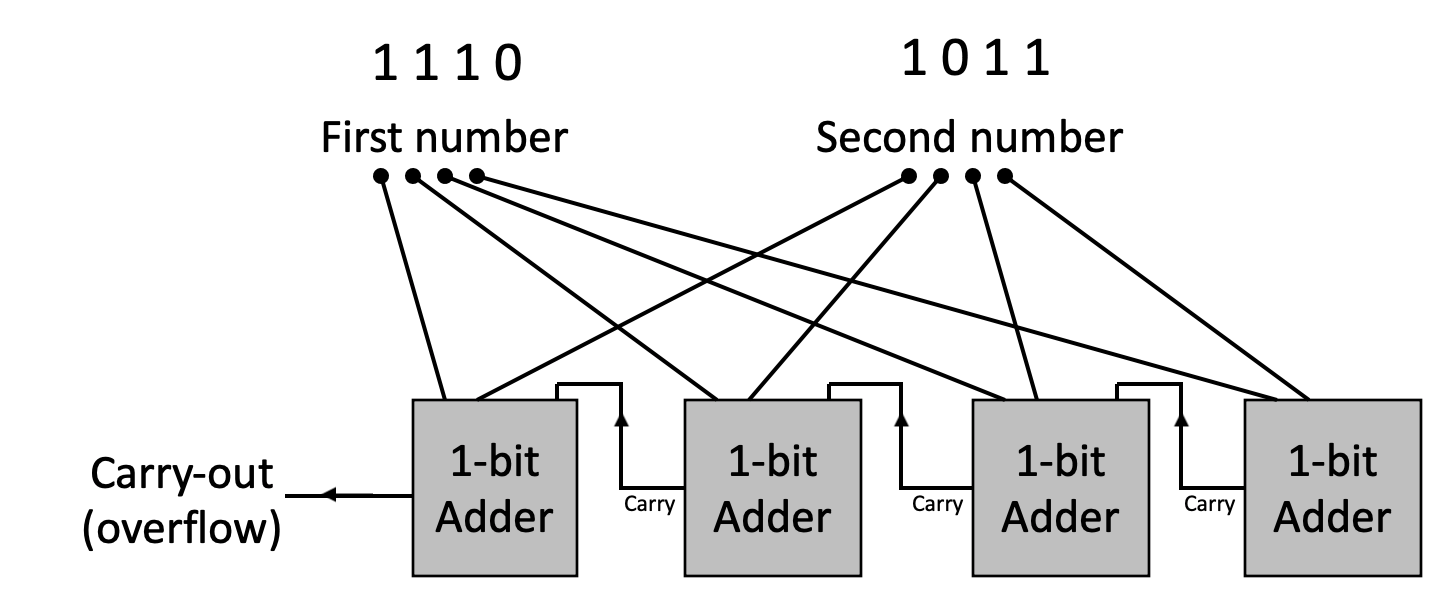 1 1 1 0
1 0 1 1
First number
Second number
Carry-out
(overflow)
1-bit
Adder
Carry
1-bit
Adder
Carry
1-bit
Adder
Carry
1-bit
Adder